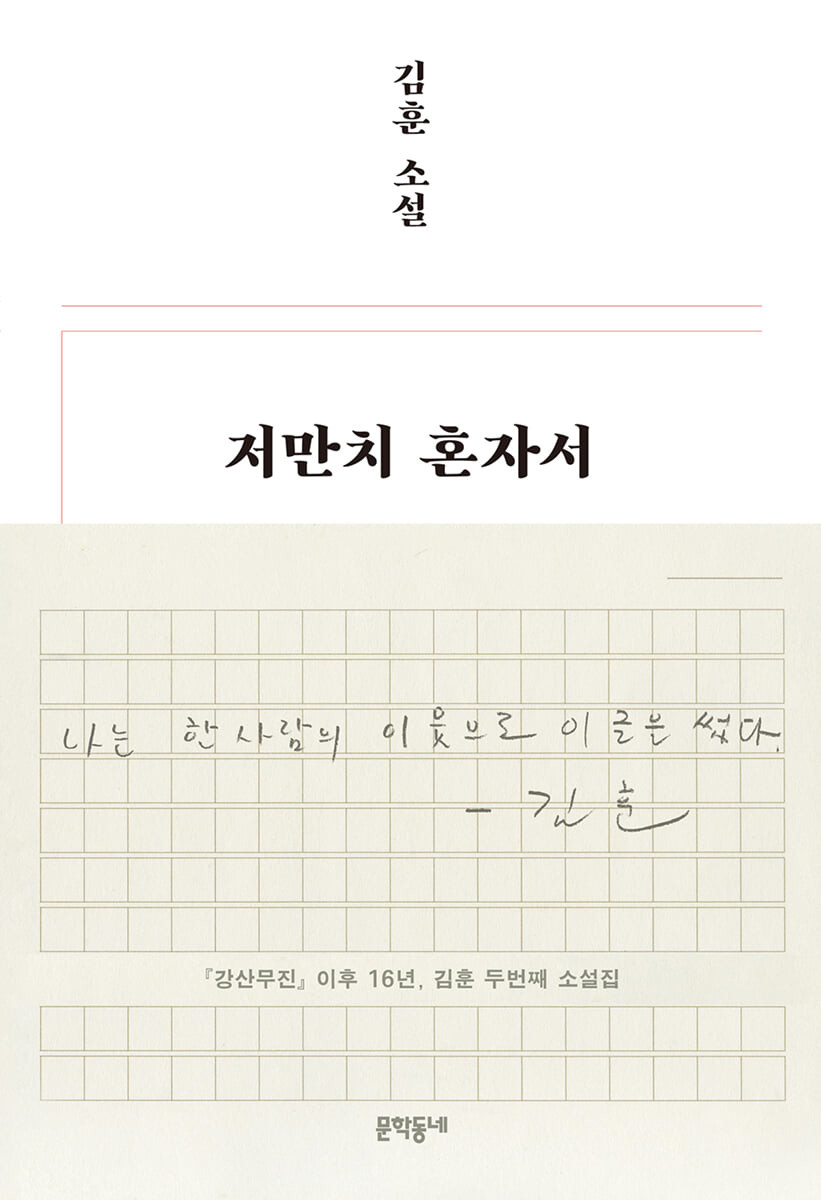 김훈 소설
저만치 혼자서
나는 한 사람의 이웃으로 이 글을 썼다.
- 김훈
『강산무진』 이후 16년, 김훈 두번째 소설집
문학동네